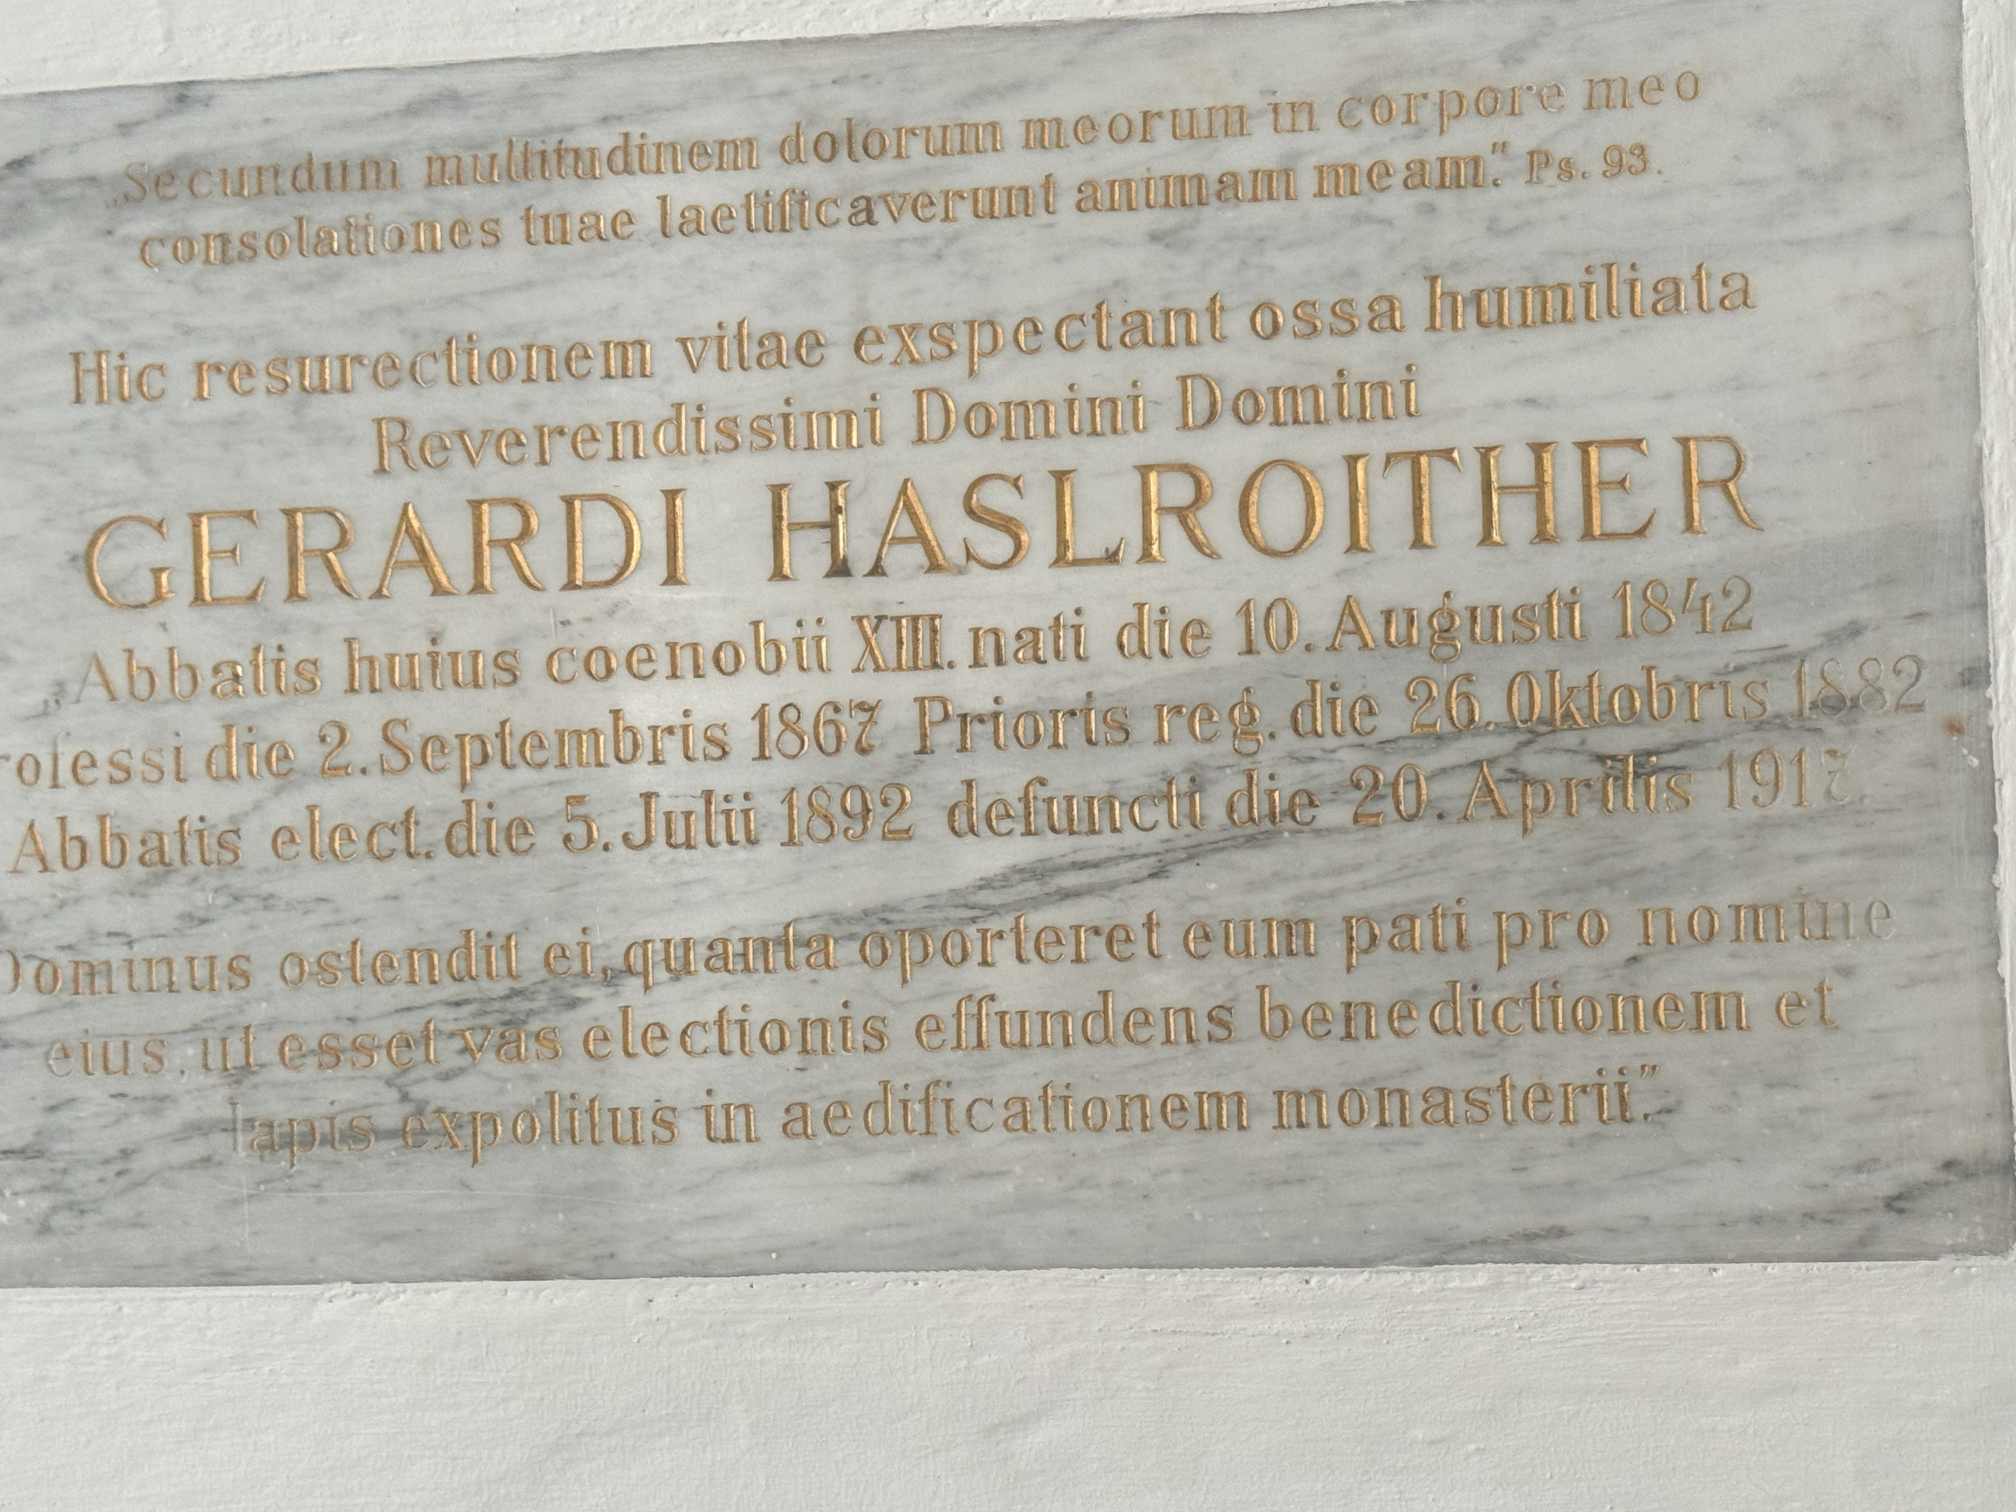 „Secundum multitudinem dolorum meorum in corpore meo
consolationes tuae laetificaverunt animam meam." Ps. 93.
Hic resurectionem vitae exspectant ossa humiliata
Reverendissimi Domini Domini
GERARDI HASLROITHER
„Abbatis huius coenobii XIII. nati die 10. Augusti 1842
rofessi die 2. Septembris 1867 Prioris reg. die 26. Oktobris 1882
Abbatis elect. die 5. Julii 1892 defuncti die 20. Aprilis 1917
Dominus ostendit ei, quanta oporteret eum pati pro nomine
eius, ut esset vas electionis effundens benedictionem et
lapis expolitus in aedificationem monasterii."